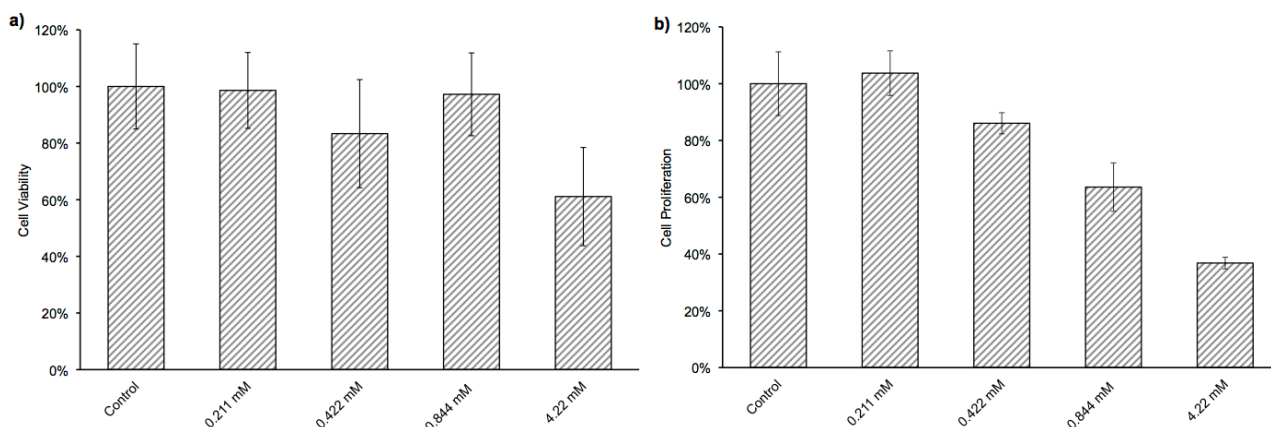 a)
120%
100%
80%
60%
40%
20%
0%
Cell Viability
Control
0.211 mM
0.422 mM
0.844 mM
4.22 mM
b)
120%
100%
80%
60%
40%
20%
0%
Cell Proliferation
Control
0.211 mM
0.422 mM
0.844 mM
4.22 mM